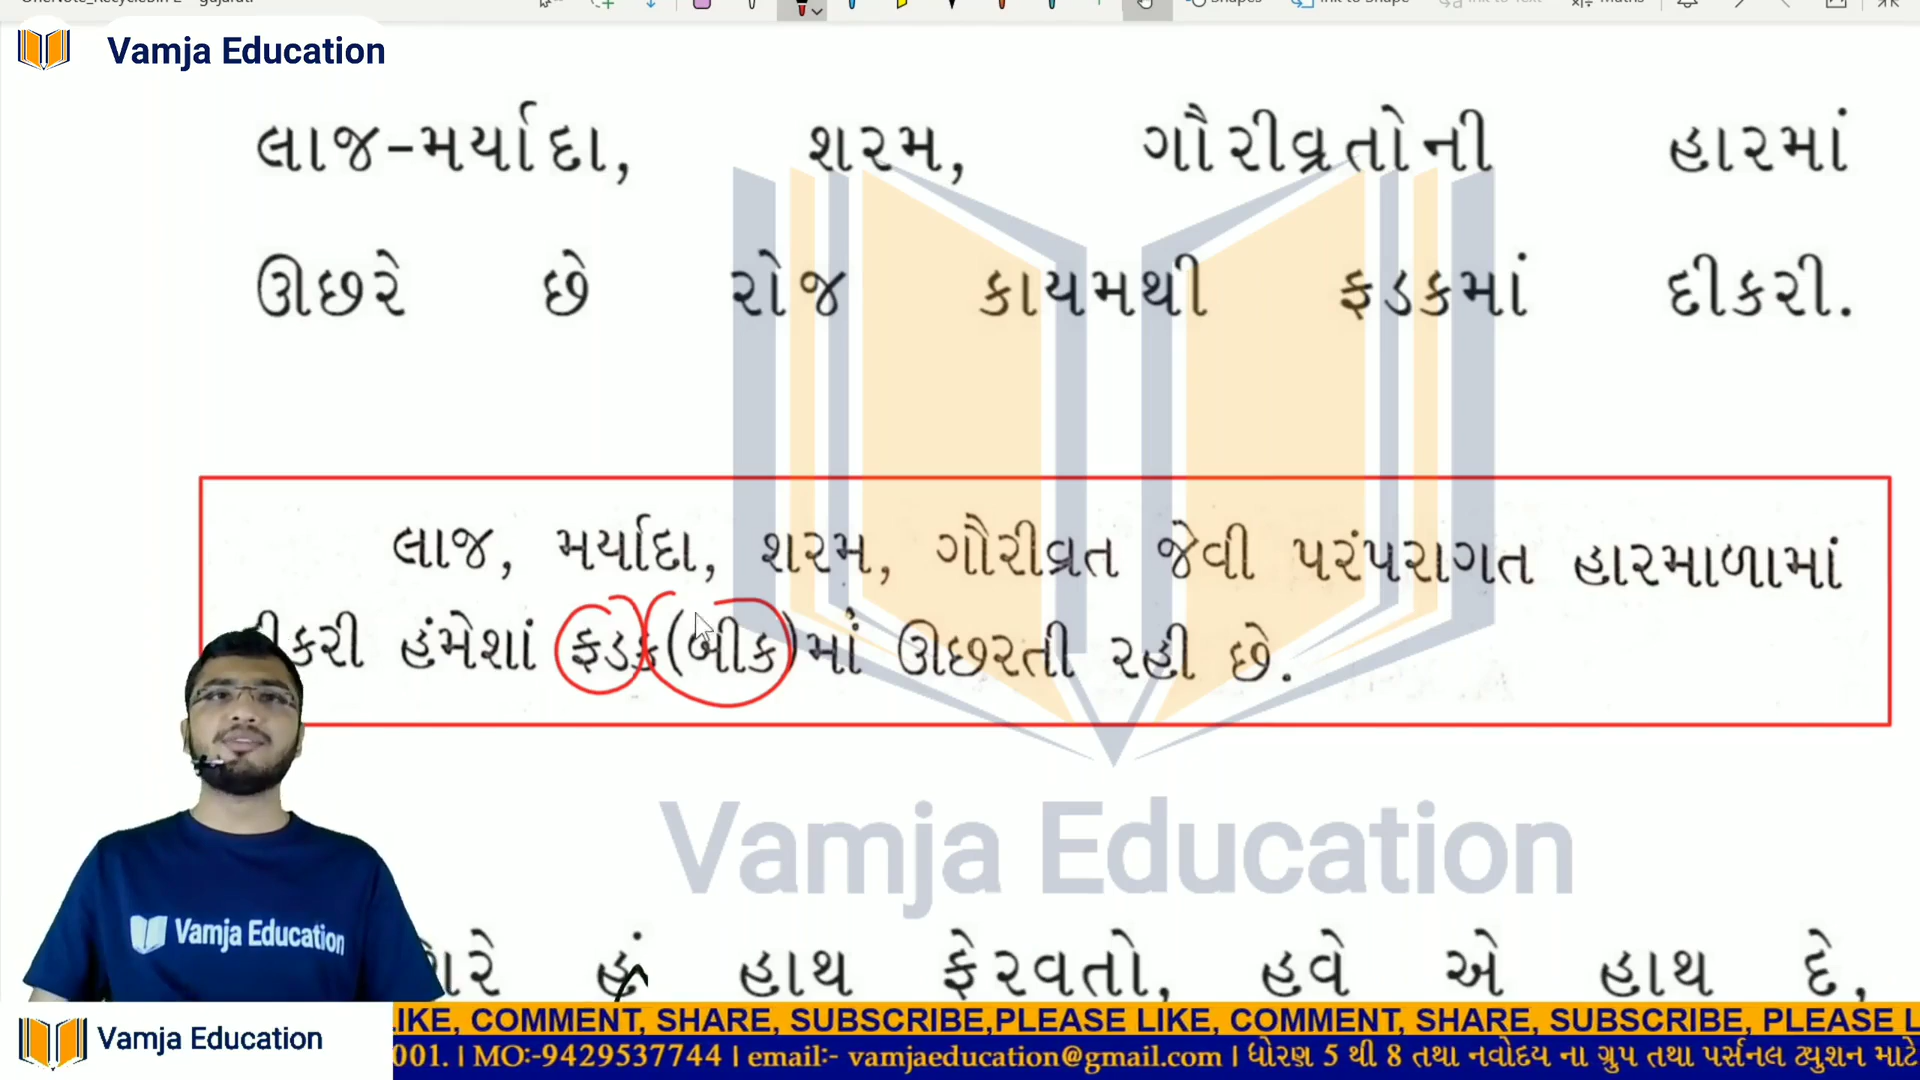 Vamja Education
લાજ-મર્યાદા, શરમ, ગૌરીવ્રતોની હારમાં
ઊછરે છે રોજ કાયમથી ફડકમાં દીકરી.
લાજ, મર્યાદા, શરમ, ગૌરીવ્રત જેવી પરંપરાગત હારમાળામાં
હંમેશાં ફડક(બીક)માં ઊછરતી રહી છે.
Vamja Education
હું હાથ ફેરવતો, હવે એ હાથ દે,
Vamja Education
LIKE, COMMENT, SHARE, SUBSCRIBE,PLEASE LIKE, COMMENT, SHARE, SUBSCRIBE, PLEASE L
Vamja Education
001. | MO:-9429537744 | email:- vamjaeducation@gmail.com | ધોરણ 5 થી 8 તથા નવોદય ના ગ્રુપ તથા પર્સનલ ટ્યુશન માટે